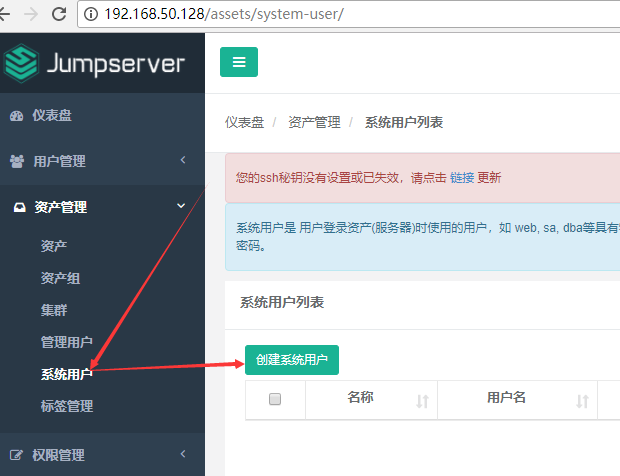 192.168.50.128/assets/system-user/
Jumpserver
仪表盘
用户管理
资产管理
资产
资产组
集群
管理用户
系统用户
标签管理
权限管理
仪表盘 / 资产管理 / 系统用户列表
您的ssh秘钥没有设置或已失效，请点击 链接 更新
系统用户是 用户登录资产(服务器)时使用的用户，如 web, sa, dba等具有
密码。
系统用户列表
创建系统用户
名称 用户名